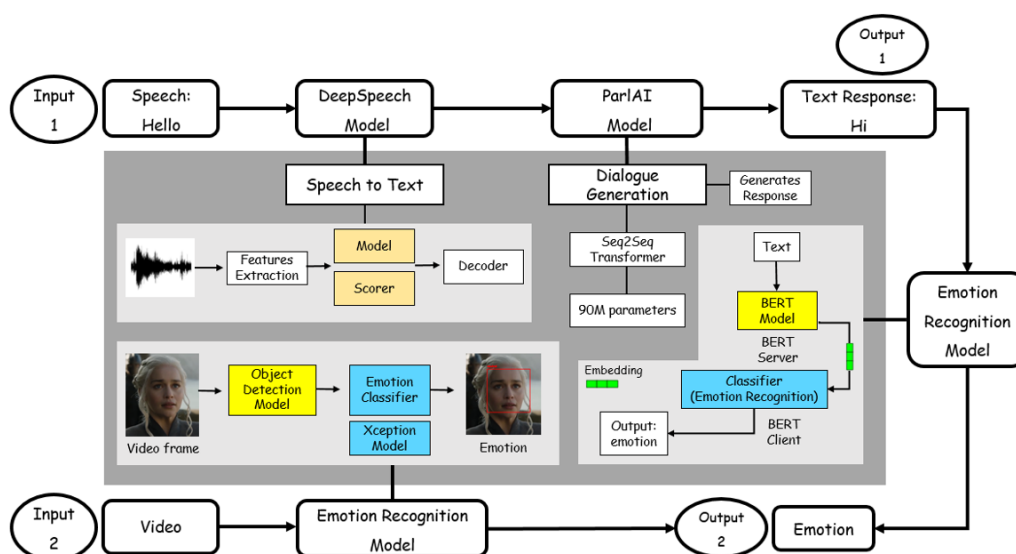 Output
1
Input
1
Speech:
Hello
DeepSpeech
Model
ParlAI
Model
Text Response:
Hi
Speech to Text
Dialogue
Generation
Generates
Response
Features
Extraction
Model
Scorer
Decoder
Seq2Seq
Transformer
90M parameters
Text
BERT
Model
BERT
Server
Emotion
Recognition
Model
Object
Detection
Model
Emotion
Classifier
Xception
Model
Video frame
Emotion
Embedding
Classifier
(Emotion Recognition)
Output:
emotion
BERT
Client
Input
2
Video
Emotion Recognition
Model
Output
2
Emotion